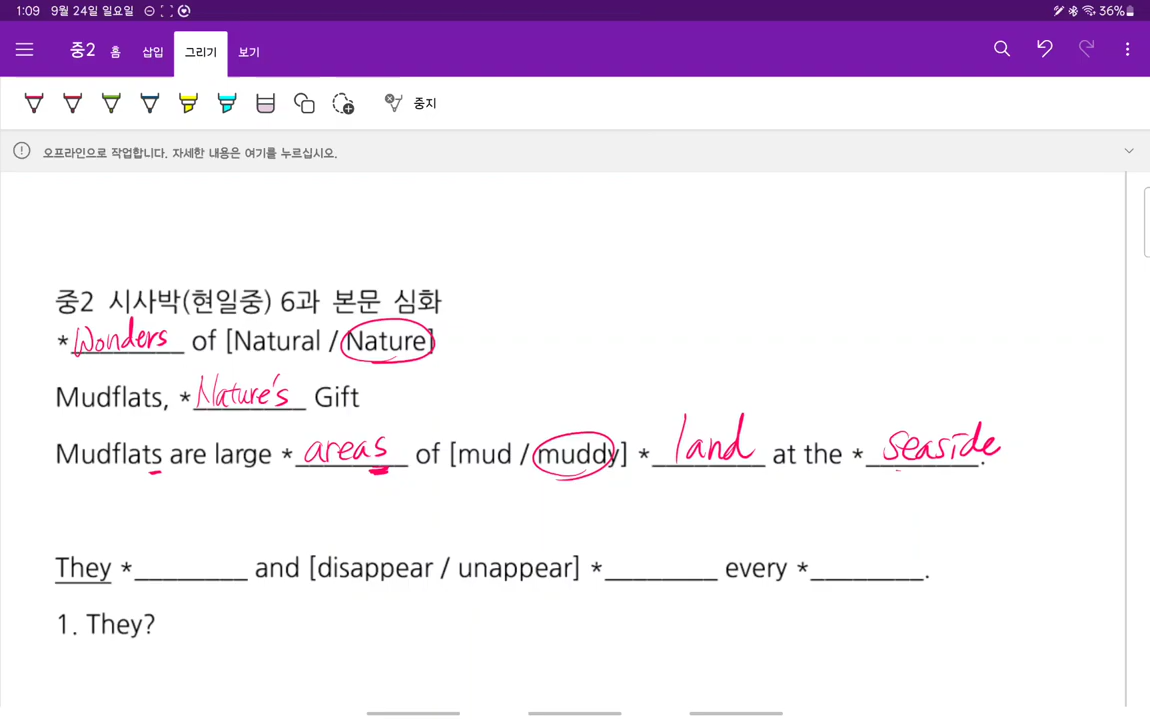 1:09 9월 24일 일요일 36%
중2 홈 삽입 그리기 보기
중지
오프라인으로 작업합니다. 자세한 내용은 여기를 누르십시오.
중2 시사박(현일중) 6과 본문 심화
*Wonders of [Natural / Nature]
Mudflats, *Nature's Gift
Mudflats are large *areas of [mud / muddy] *land at the *seaside.
They *________ and [disappear / unappear] *________ every *________.
1. They?